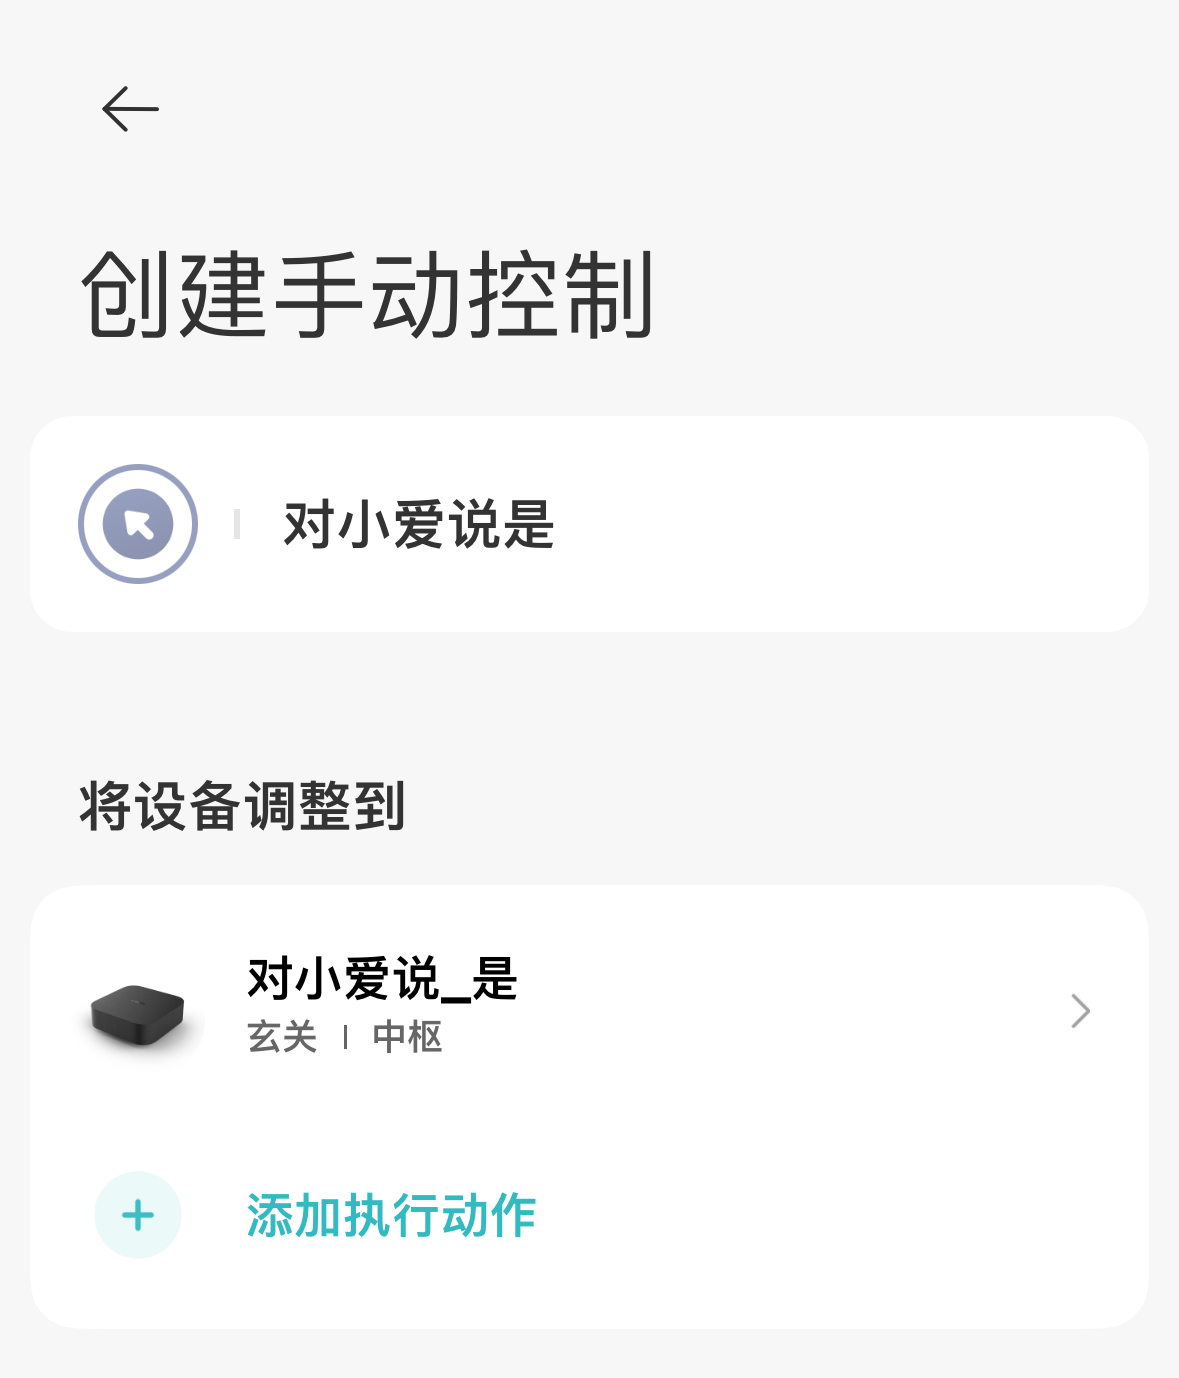 创建手动控制
对小爱说是
将设备调整到
对小爱说_是
玄关 | 中枢
添加执行动作